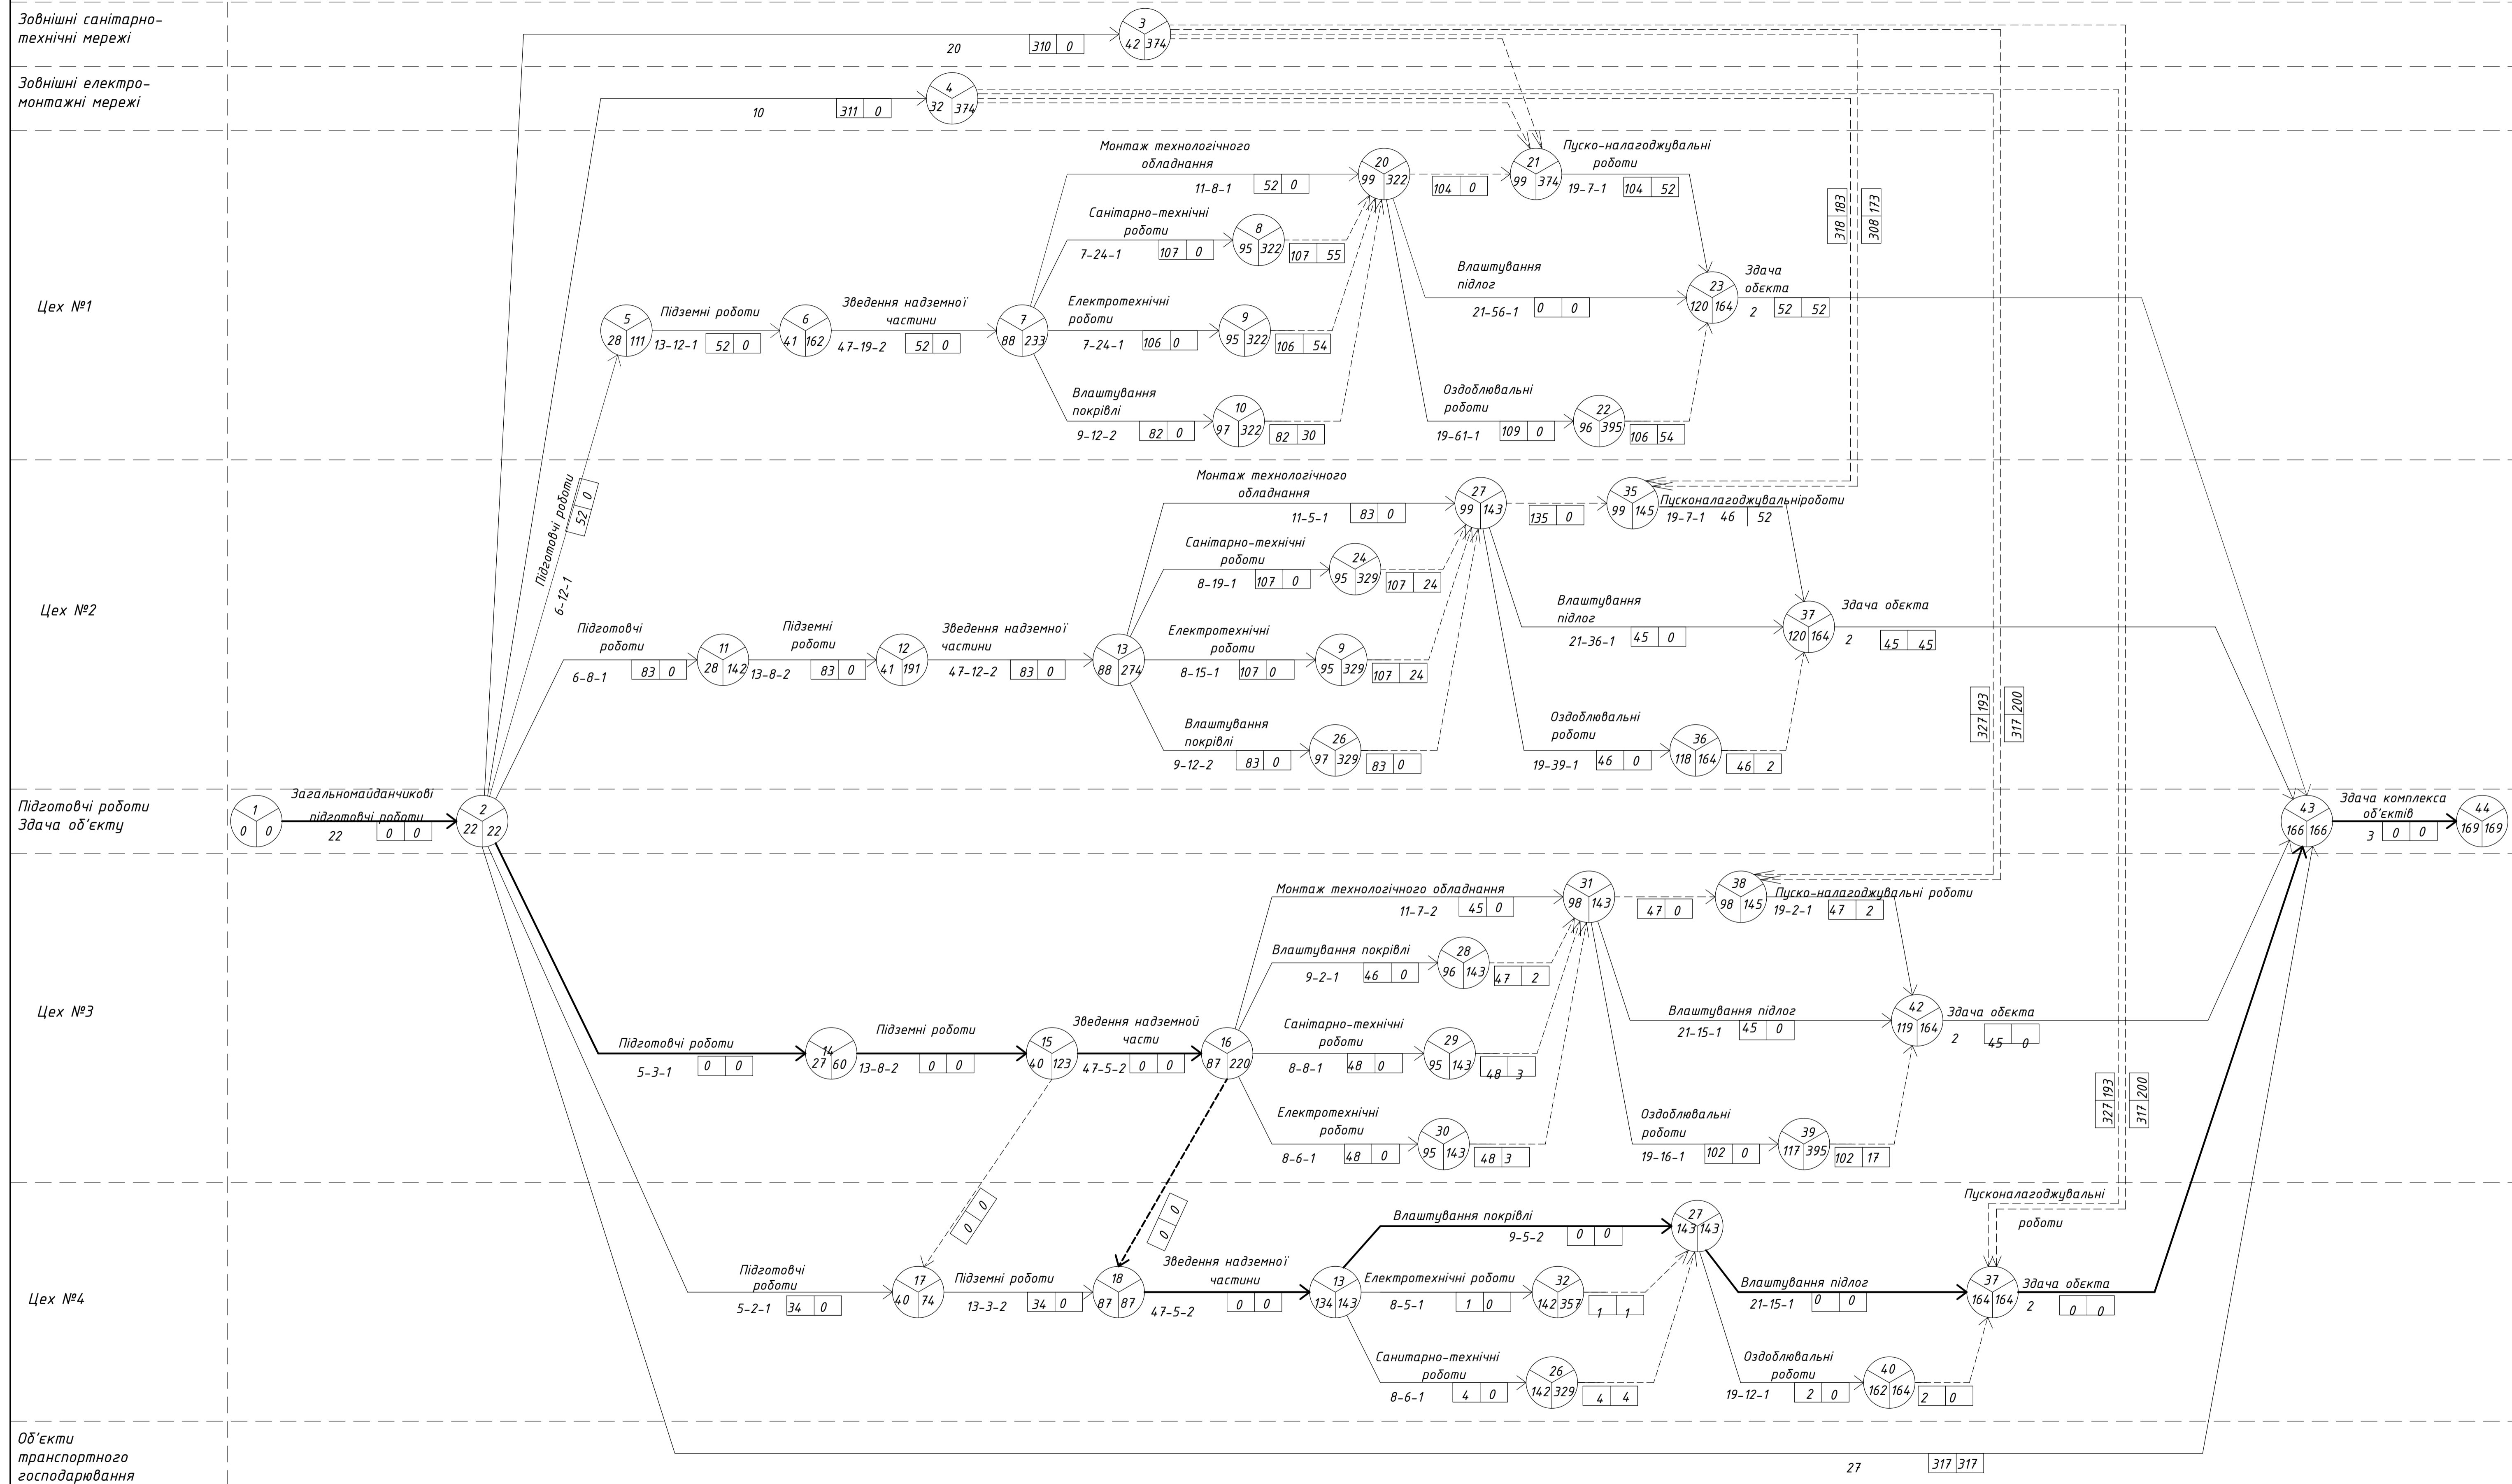 Зовнішні санітарно-
технічні мережі
3
42 374
20
310 0
Зовнішні електро-
монтажні мережі
4
32 374
10
311 0
Цех №1
5
28 111
Підземні роботи
13-12-1
52 0
6
41 162
Зведення надземної
частини
47-19-2
52 0
7
88 233
Монтаж технологічного
обладнання
11-8-1
52 0
Санітарно-технічні
роботи
7-24-1
107 0
8
95 322
107 55
Електротехнічні
роботи
7-24-1
106 0
9
95 322
106 54
Влаштування
покрівлі
9-12-2
82 0
10
97 322
82 30
20
99 322
104 0
21
99 374
Пуско-налагоджувальні
роботи
19-7-1
104 52
Влаштування
підлог
21-56-1
0 0
23
120 164
Здача
обєкта
2
52 52
Оздоблювальні
роботи
19-61-1
109 0
22
96 395
106 54
318 183
308 173
Підготовчі роботи
52 0
6-12-1
Цех №2
Підготовчі
роботи
6-8-1
83 0
11
28 142
Підземні
роботи
13-8-2
83 0
12
41 191
Зведення надземної
частини
47-12-2
83 0
13
88 274
Монтаж технологічного
обладнання
11-5-1
83 0
Санітарно-технічні
роботи
8-19-1
107 0
24
95 329
107 24
Електротехнічні
роботи
8-15-1
107 0
9
95 329
107 24
Влаштування
покрівлі
9-12-2
83 0
26
97 329
83 0
27
99 143
135 0
35
99 145
Пусконалагоджувальніроботи
19-7-1
46 52
Влаштування
підлог
21-36-1
45 0
37
120 164
Здача обєкта
2
45 45
Оздоблювальні
роботи
19-39-1
46 0
36
118 164
46 2
327 193
317 200
Підготовчі роботи
Здача об'єкту
1
0 0
Загальномайданчикові
підготовчі роботи
22
0 0
2
22 22
43
166 166
Здача комплекса
об'єктів
3
0 0
44
169 169
Цех №3
Підготовчі роботи
5-3-1
0 0
14
27 60
Підземні роботи
13-8-2
0 0
15
40 123
Зведення надземной
части
47-5-2
0 0
16
87 220
Монтаж технологічного обладнання
11-7-2
45 0
Влаштування покрівлі
9-2-1
46 0
28
96 143
47 2
Санітарно-технічні
роботи
8-8-1
48 0
29
95 143
48 3
Електротехнічні
роботи
8-6-1
48 0
30
95 143
48 3
31
98 143
47 0
38
98 145
Пуско-налагоджувальні роботи
19-2-1
47 2
Влаштування підлог
21-15-1
45 0
42
119 164
Здача обєкта
2
45 0
Оздоблювальні
роботи
19-16-1
102 0
39
117 395
102 17
327 193
317 200
0 0
0 0
Цех №4
Підготовчі
роботи
5-2-1
34 0
17
40 74
Підземні роботи
13-3-2
34 0
18
87 87
Зведення надземної
частини
47-5-2
0 0
13
134 143
Влаштування покрівлі
9-5-2
0 0
Електротехнічні роботи
8-5-1
1 0
32
142 357
1 1
Санитарно-технічні
роботи
8-6-1
4 0
26
142 329
4 4
27
143 143
Влаштування підлог
21-15-1
0 0
Пусконалагоджувальні
роботи
37
164 164
Здача обєкта
2
0 0
Оздоблювальні
роботи
19-12-1
2 0
40
162 164
2 0
Об'єкти
транспортного
господарювання
27
317 317